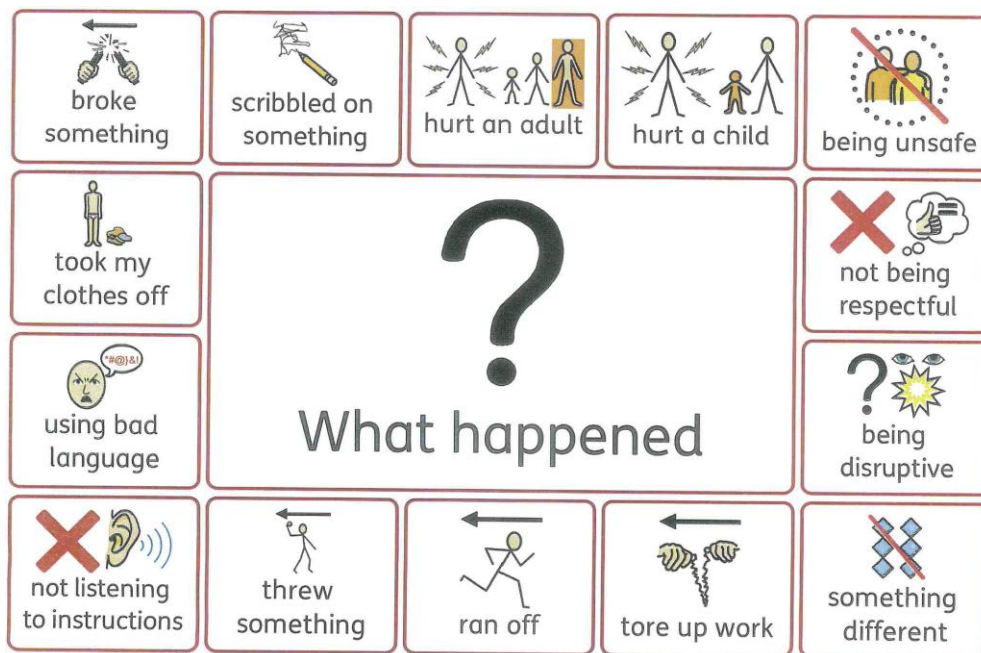 broke
something
scribbled on
something
hurt an adult
hurt a child
being unsafe
took my
clothes off
?
What happened
not being
respectful
*#@}&!
using bad
language
?
being
disruptive
not listening
to instructions
threw
something
ran off
tore up work
something
different